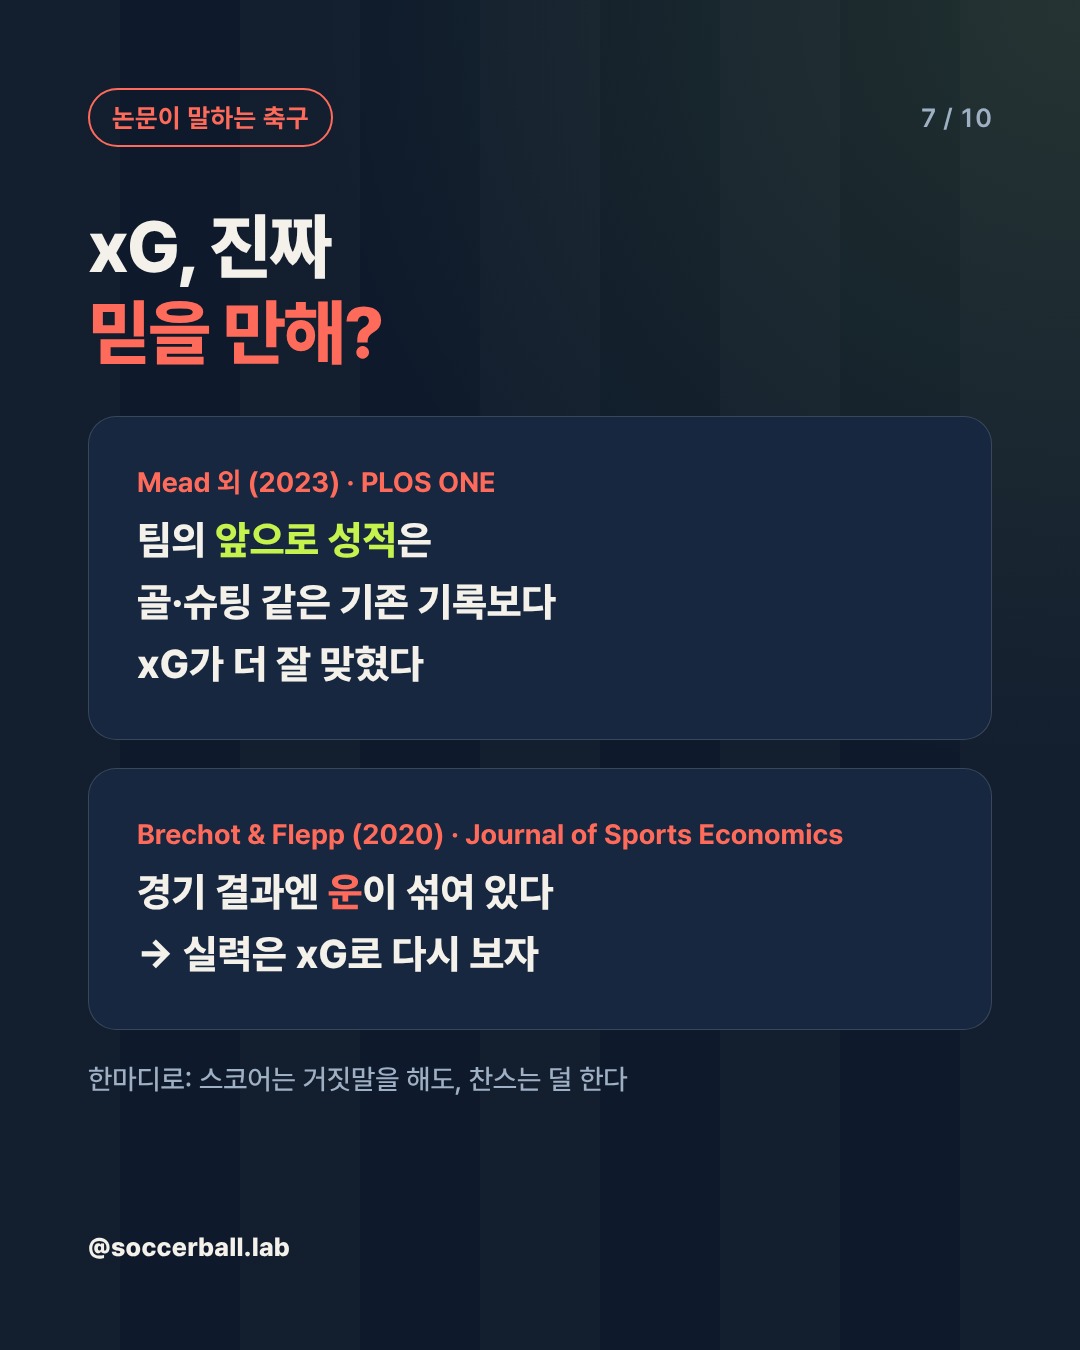 논문이 말하는 축구
7 / 10
xG, 진짜
믿을 만해?
Mead 외 (2023) · PLOS ONE
팀의 앞으로 성적은
골·슈팅 같은 기존 기록보다
xG가 더 잘 맞혔다
Brechot & Flepp (2020) · Journal of Sports Economics
경기 결과엔 운이 섞여 있다
→ 실력은 xG로 다시 보자
한마디로: 스코어는 거짓말을 해도, 찬스는 덜 한다
@soccerball.lab